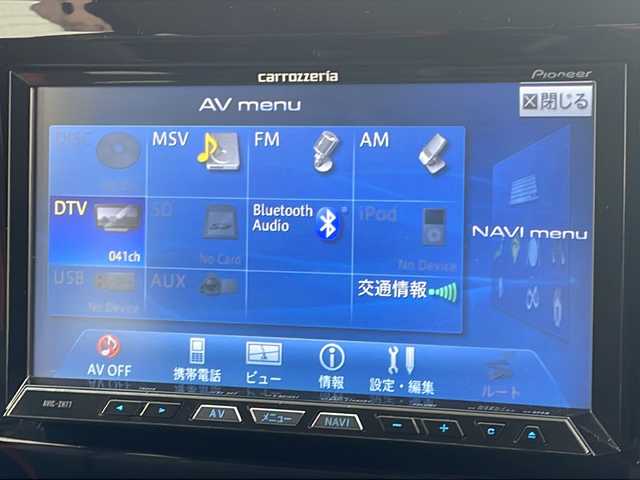 carrozzeria
Pioneer
AV menu
×閉じる
DISC
MSV
FM
AM
DTV
041ch
SD
No Card
Bluetooth Audio
iPod
No Device
NAVI menu
USB
No Device
AUX
交通情報
AV OFF
携帯電話
ビュー
情報
設定・編集
ルート
AVIC-ZH77
AV
メニュー
NAVI